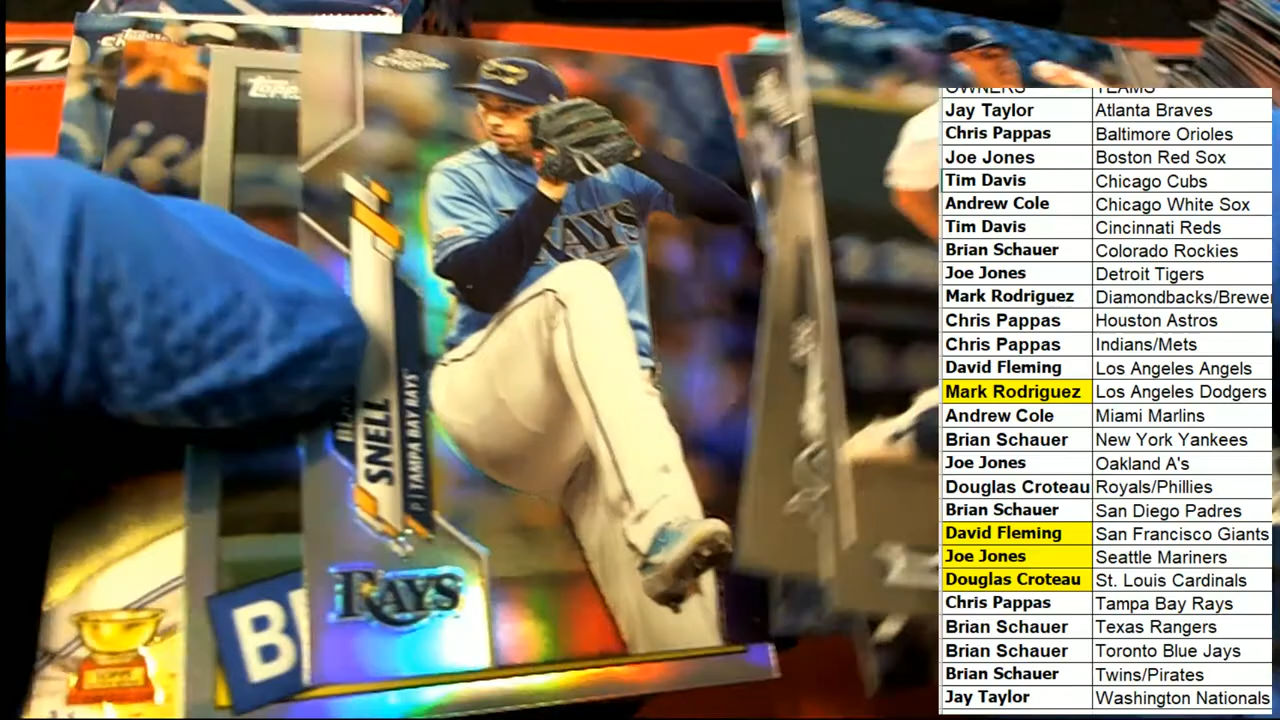 Topps
Chrome
RAYS
BLAKE
SNELL
P | TAMPA BAY RAYS
RAYS
TOPPS
OWNERS TEAMS
Jay Taylor Atlanta Braves
Chris Pappas Baltimore Orioles
Joe Jones Boston Red Sox
Tim Davis Chicago Cubs
Andrew Cole Chicago White Sox
Tim Davis Cincinnati Reds
Brian Schauer Colorado Rockies
Joe Jones Detroit Tigers
Mark Rodriguez Diamondbacks/Brewer
Chris Pappas Houston Astros
Chris Pappas Indians/Mets
David Fleming Los Angeles Angels
Mark Rodriguez Los Angeles Dodgers
Andrew Cole Miami Marlins
Brian Schauer New York Yankees
Joe Jones Oakland A's
Douglas Croteau Royals/Phillies
Brian Schauer San Diego Padres
David Fleming San Francisco Giants
Joe Jones Seattle Mariners
Douglas Croteau St. Louis Cardinals
Chris Pappas Tampa Bay Rays
Brian Schauer Texas Rangers
Brian Schauer Toronto Blue Jays
Brian Schauer Twins/Pirates
Jay Taylor Washington Nationals